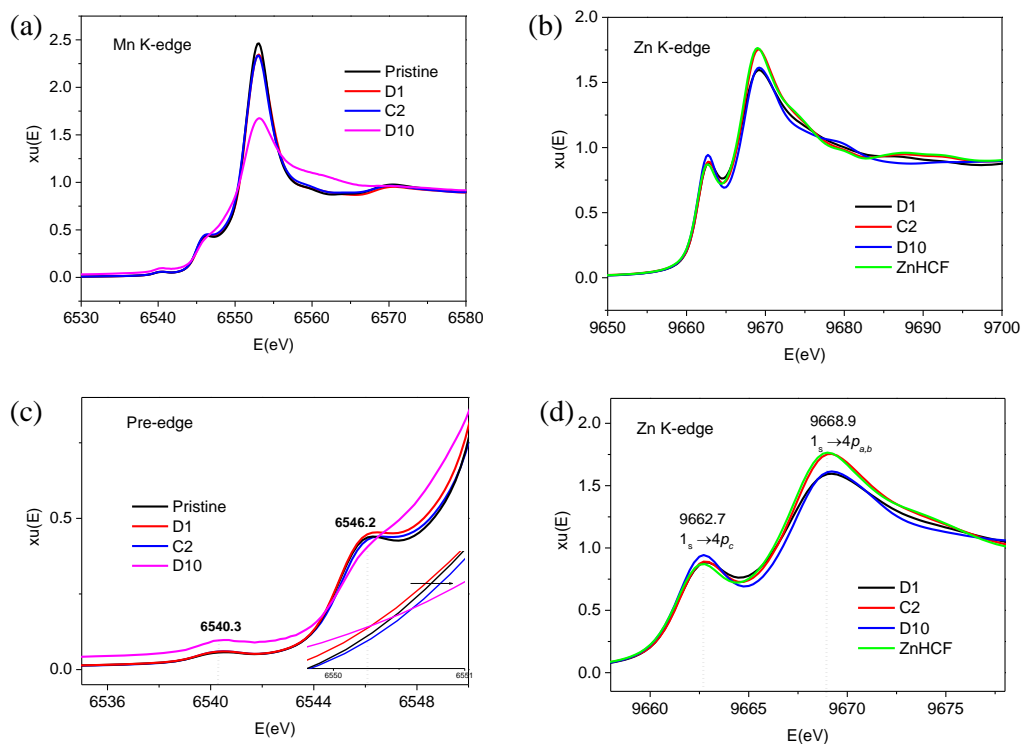 (a)
Mn K-edge
Pristine
D1
C2
D10
xu(E)
2.5
2.0
1.5
1.0
0.5
0.0
6530 6540 6550 6560 6570 6580
E(eV)
(b)
Zn K-edge
D1
C2
D10
ZnHCF
xu(E)
2.0
1.5
1.0
0.5
0.0
9650 9660 9670 9680 9690 9700
E(eV)
(c)
Pre-edge
Pristine
D1
C2
D10
6540.3
6546.2
xu(E)
0.5
0.0
6550 6551
6536 6540 6544 6548
E(eV)
(d)
Zn K-edge
9668.9
1s→4pa,b
9662.7
1s→4pc
D1
C2
D10
ZnHCF
xu(E)
2.0
1.5
1.0
0.5
0.0
9660 9665 9670 9675
E(eV)